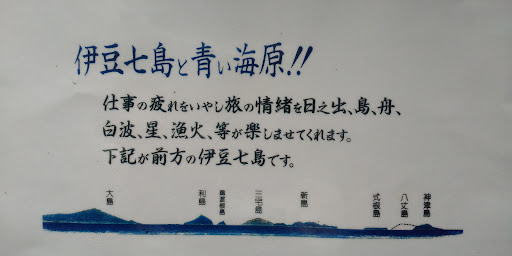 伊豆七島と青い海原!!
仕事の疲れをいやし旅の情緒を日之出、島、舟、
白波、星、漁火、等が楽しませてくれます。
下記が前方の伊豆七島です。
大島 利島 鵜渡根島 三宅島 新島 式根島 八丈島 神津島